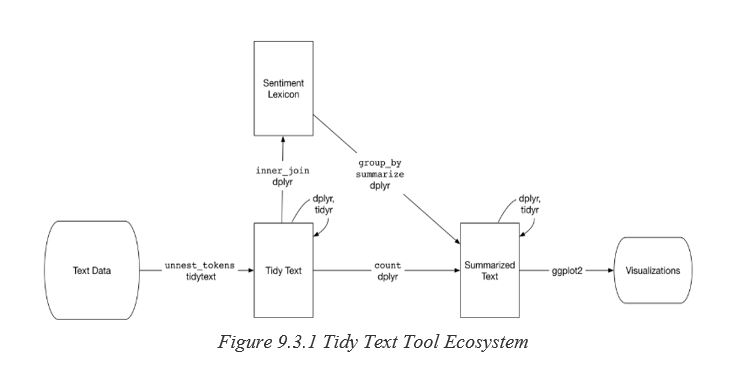 Sentiment
Lexicon
inner_join
dplyr
group_by
summarize
dplyr
dplyr,
tidyr
dplyr,
tidyr
Text Data
unnest_tokens
tidytext
Tidy Text
count
dplyr
Summarized
Text
ggplot2
Visualizations
Figure 9.3.1 Tidy Text Tool Ecosystem